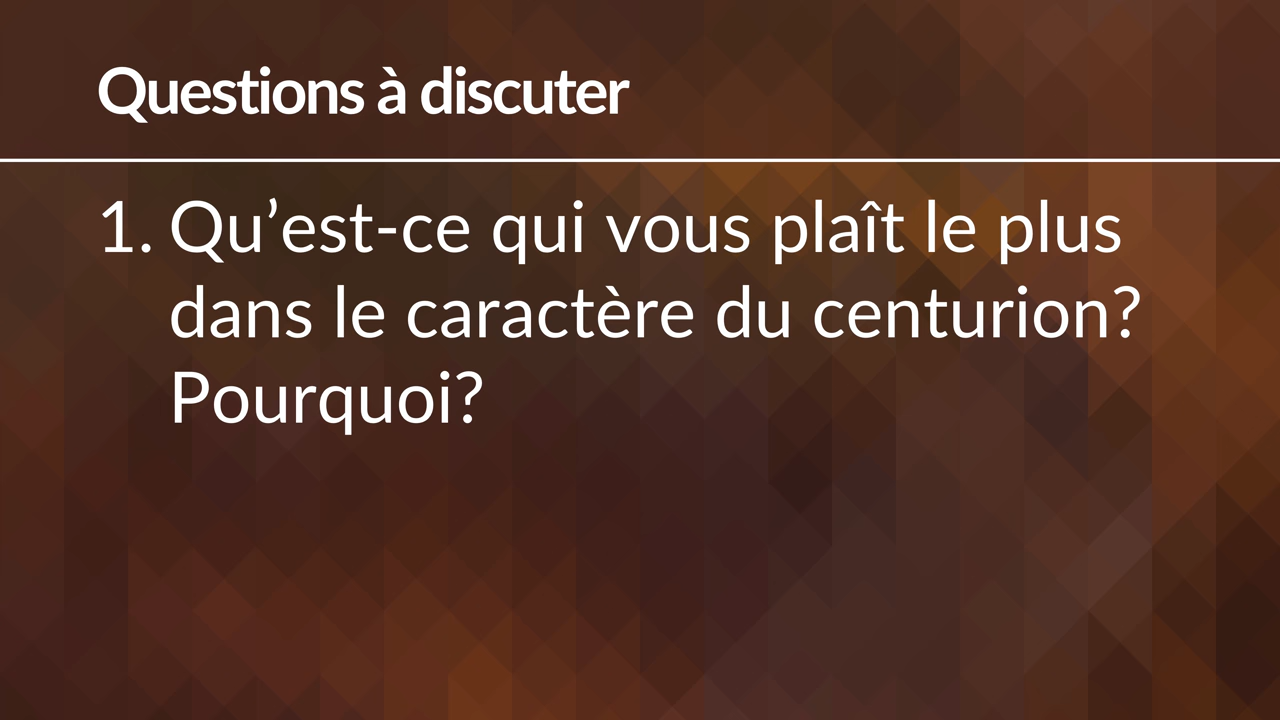 Questions à discuter
1. Qu’est-ce qui vous plaît le plus
dans le caractère du centurion?
Pourquoi?